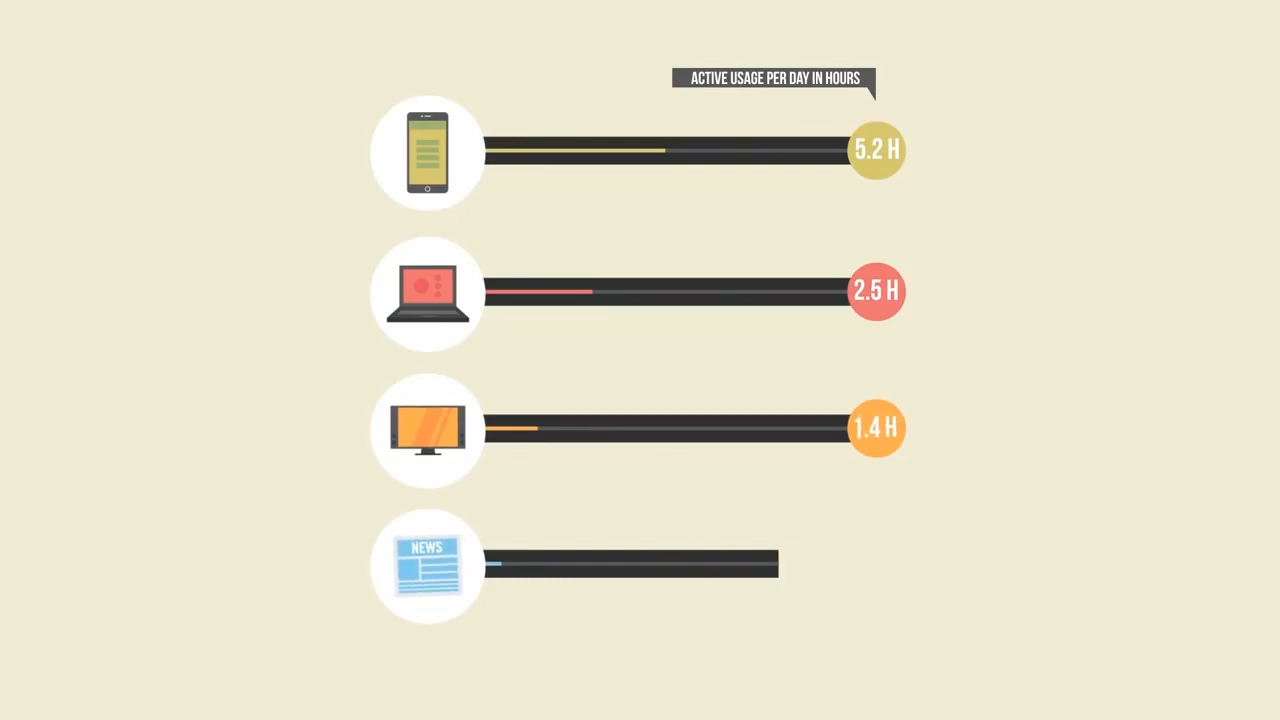 ACTIVE USAGE PER DAY IN HOURS
5.2 H
2.5 H
1.4 H
NEWS